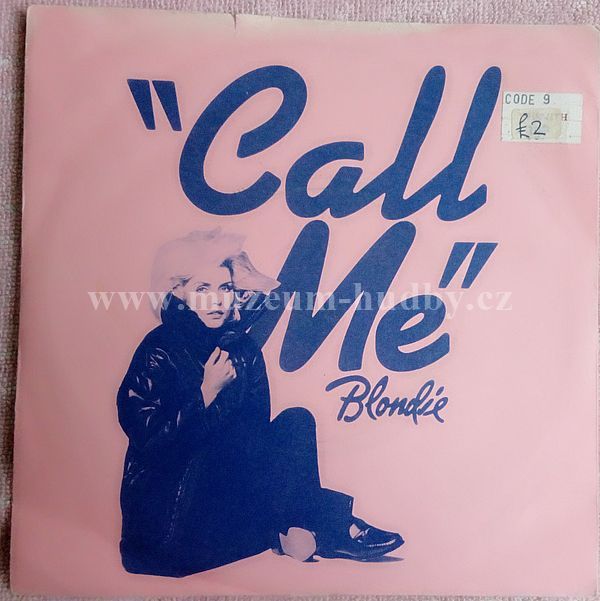 "Call
Me"
Blondie
CODE 9
£2
www.muzeum-hudby.cz